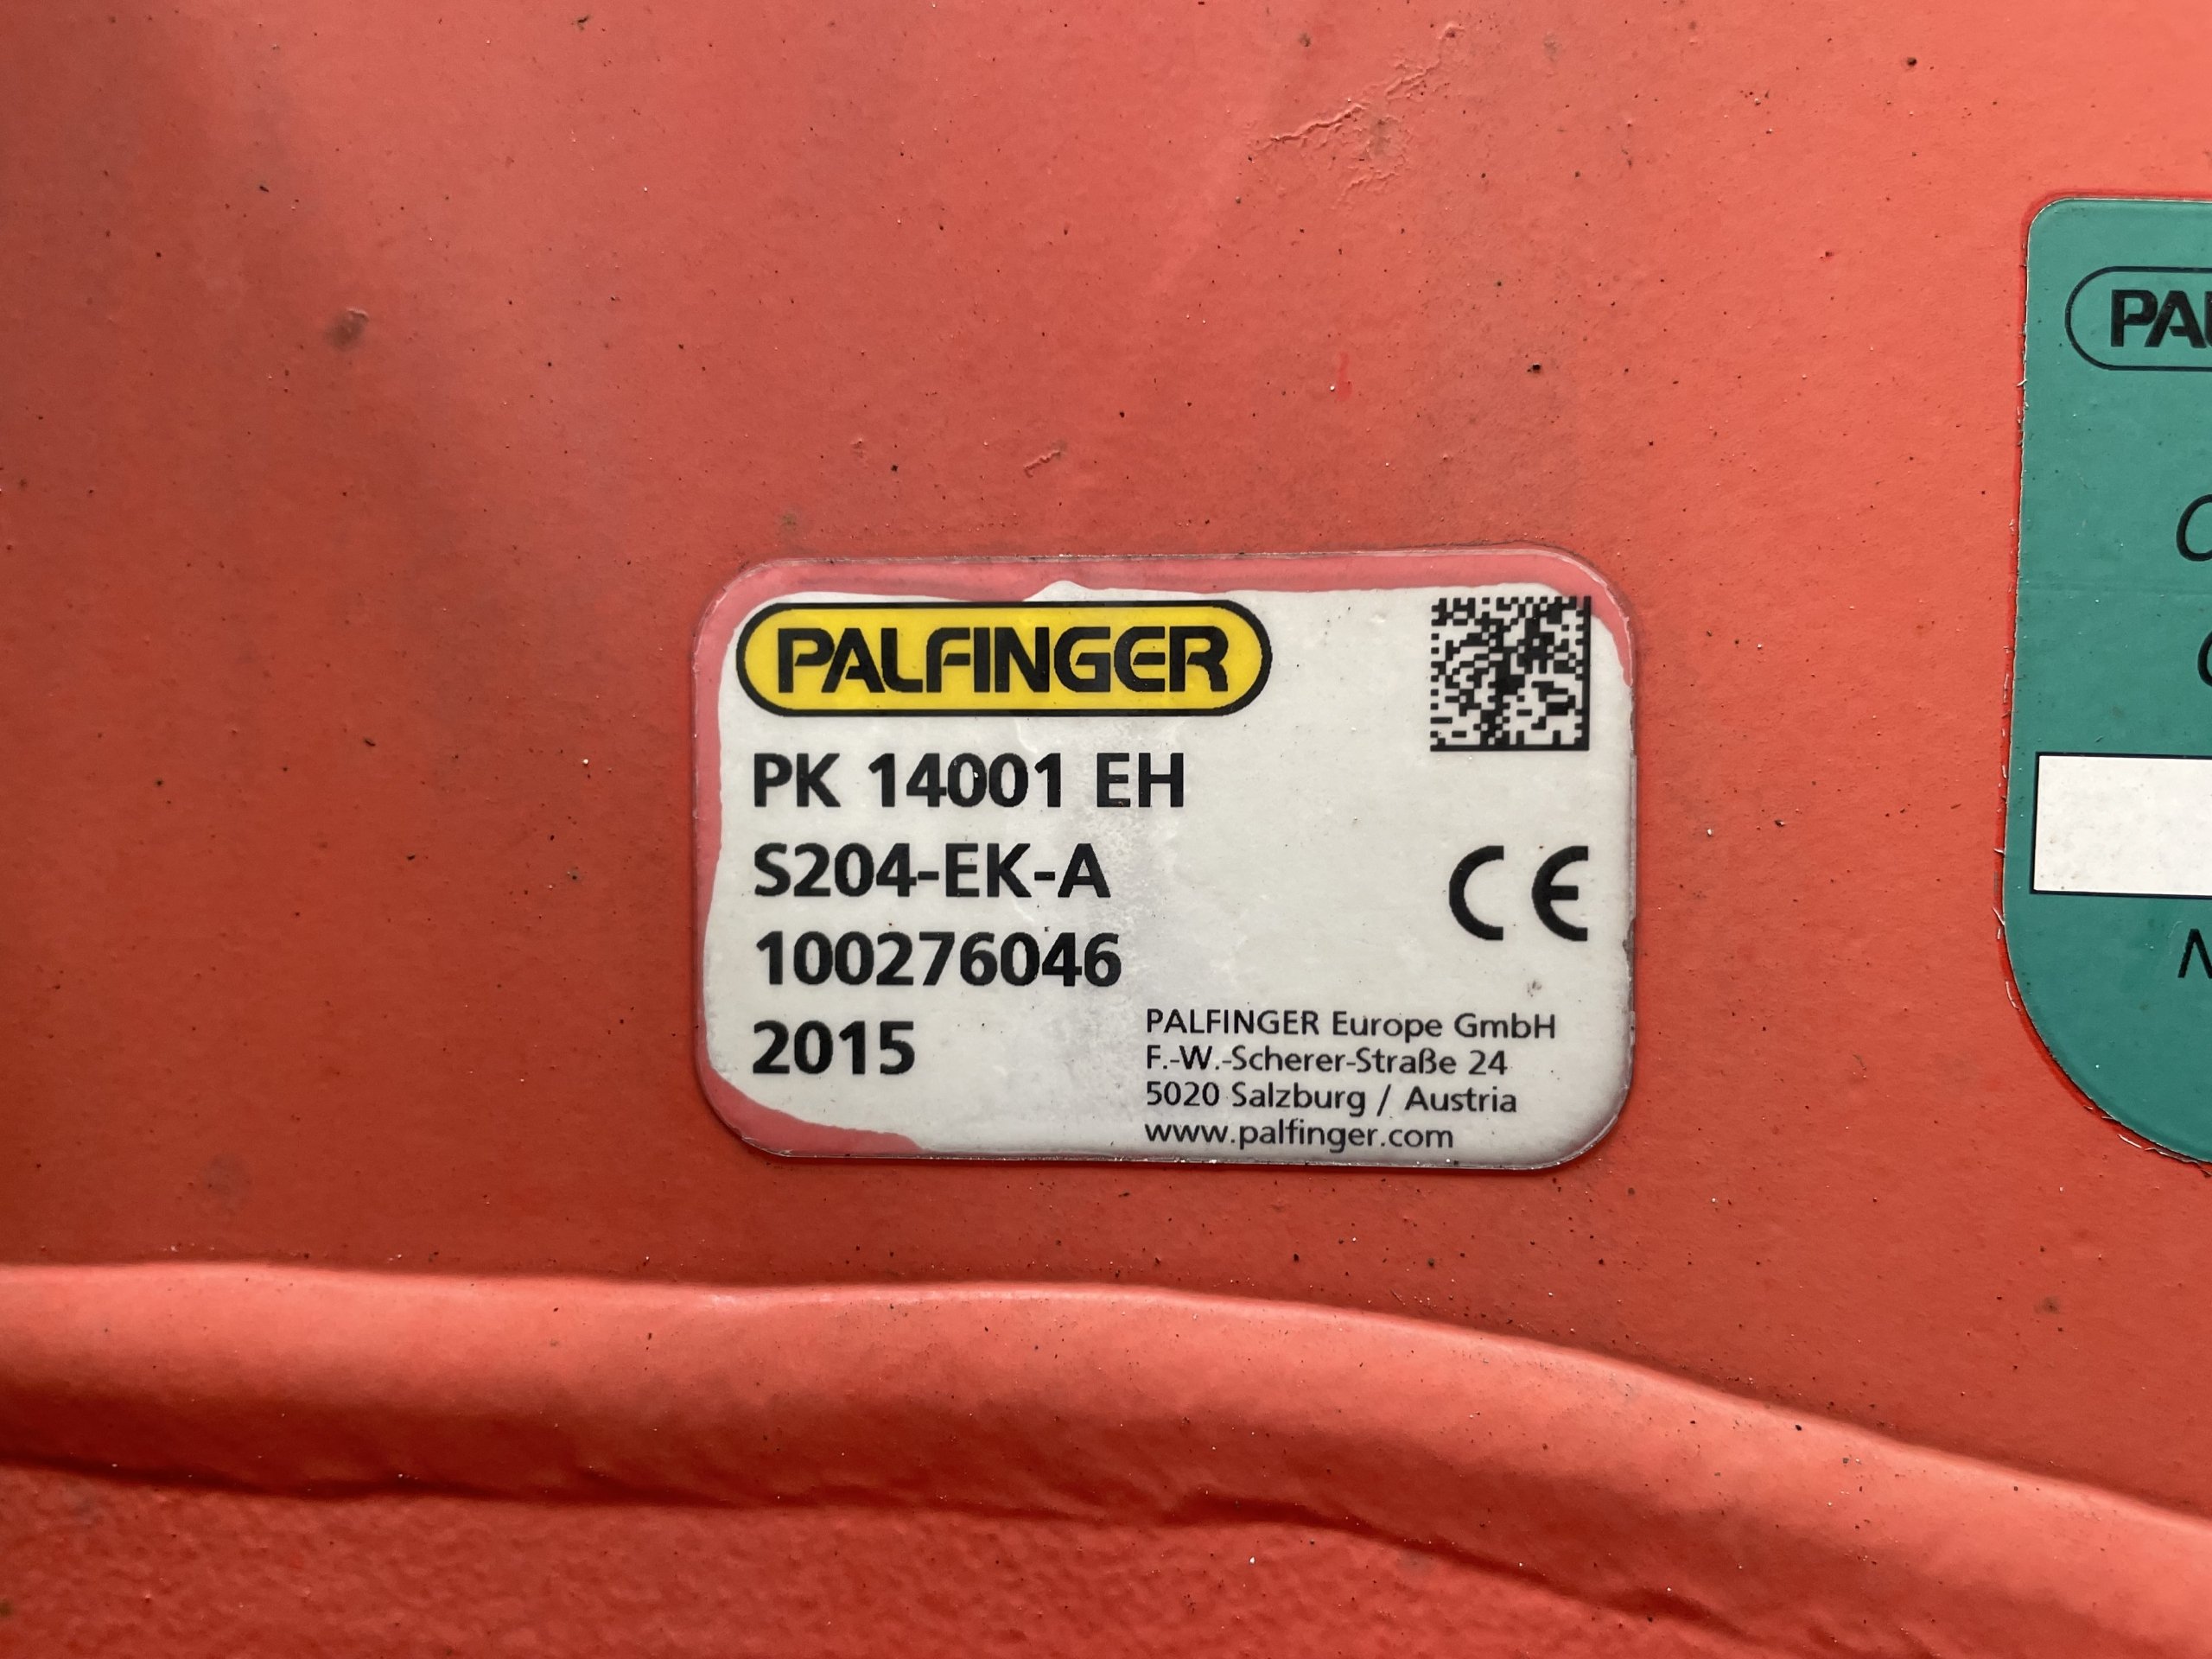 PALFINGER
PK 14001 EH
S204-EK-A
100276046
2015
CE
PALFINGER Europe GmbH
F.-W.-Scherer-Straße 24
5020 Salzburg / Austria
www.palfinger.com